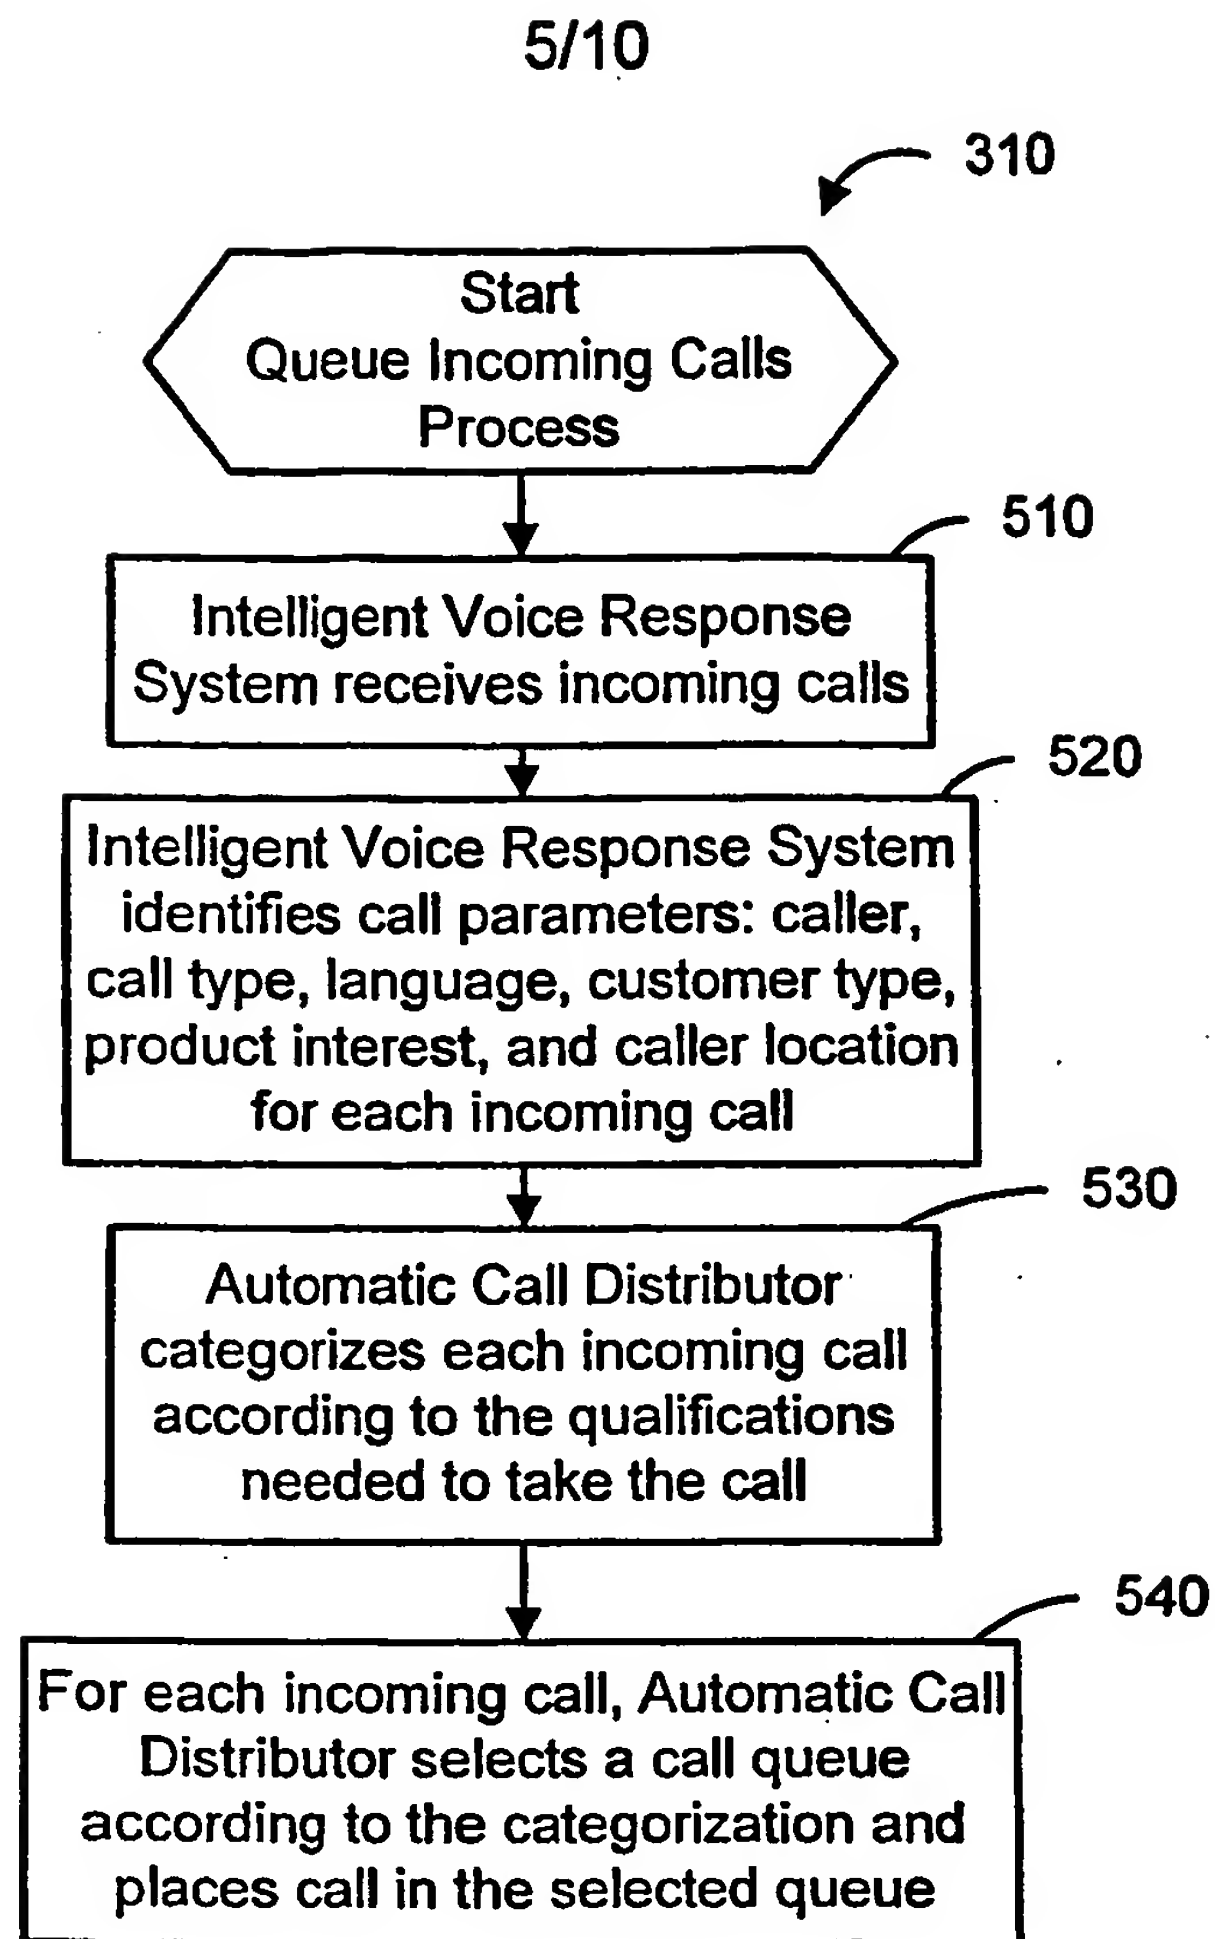 5/10
310
Start
Queue Incoming Calls
Process
510
Intelligent Voice Response
System receives incoming calls
520
Intelligent Voice Response System
identifies call parameters: caller,
call type, language, customer type,
product interest, and caller location
for each incoming call
530
Automatic Call Distributor
categorizes each incoming call
according to the qualifications
needed to take the call
540
For each incoming call, Automatic Call
Distributor selects a call queue
according to the categorization and
places call in the selected queue